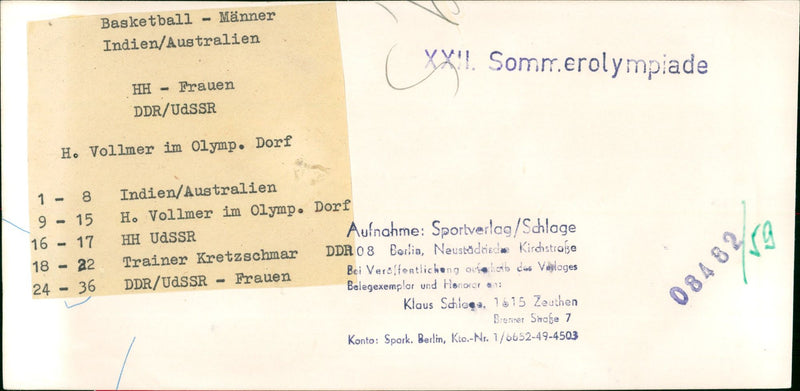 Basketball - Männer
Indien/Australien
HH - Frauen
DDR/UdSSR
H. Vollmer im Olymp. Dorf
1 - 8 Indien/Australien
9 - 15 H. Vollmer im Olymp. Dorf
16 - 17 HH UdSSR
18 - 22 Trainer Kretzschmar DDR
24 - 36 DDR/UdSSR - Frauen
XXII. Sommerolympiade
Aufnahme: Sportverlag/Schlage
108 Berlin, Neustädtische Kirchstraße
Bei Veröffentlichung außerhalb des Verlages
Belegexemplar und Honorar an:
Klaus Schlage, 1615 Zeuthen
Straße 7
Konto: Spark. Berlin, Kto.-Nr. 1/6652-49-4503
08482
/59